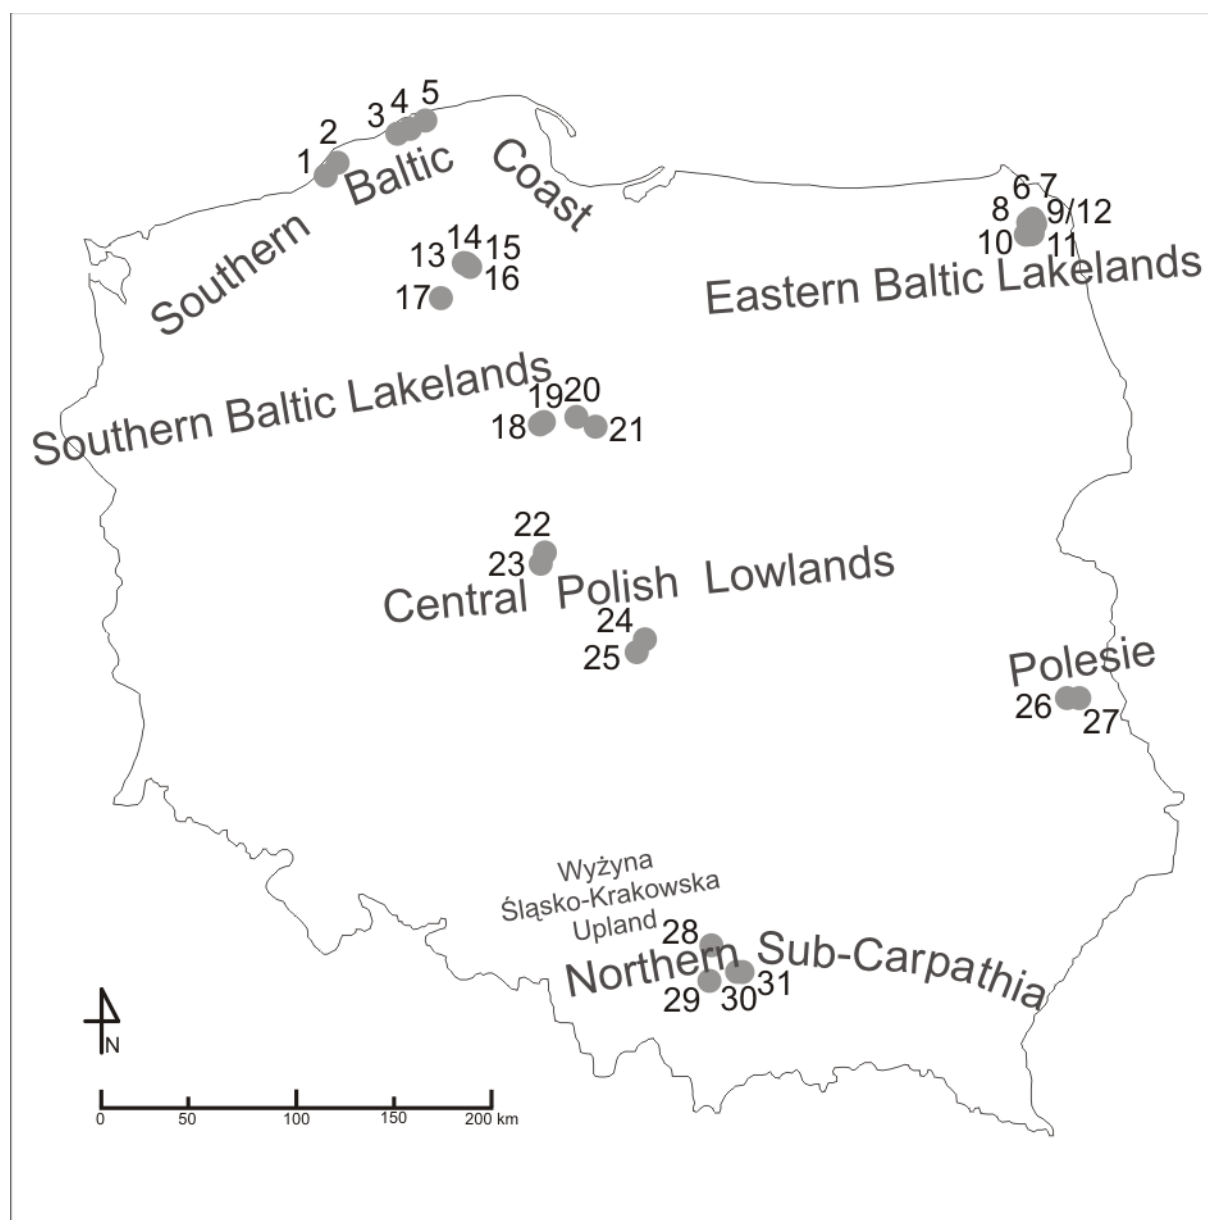 5
4
3
2
1
Southern Baltic Coast
6 7
8
9/12
10
11
Eastern Baltic Lakelands
14
15
13
16
17
Southern Baltic Lakelands
19
20
18
21
22
23
Central Polish Lowlands
24
25
Polesie
26
27
Wyżyna
Śląsko-Krakowska
Upland
28
Northern Sub-Carpathia
29
30
31
N
0 50 100 150 200 km